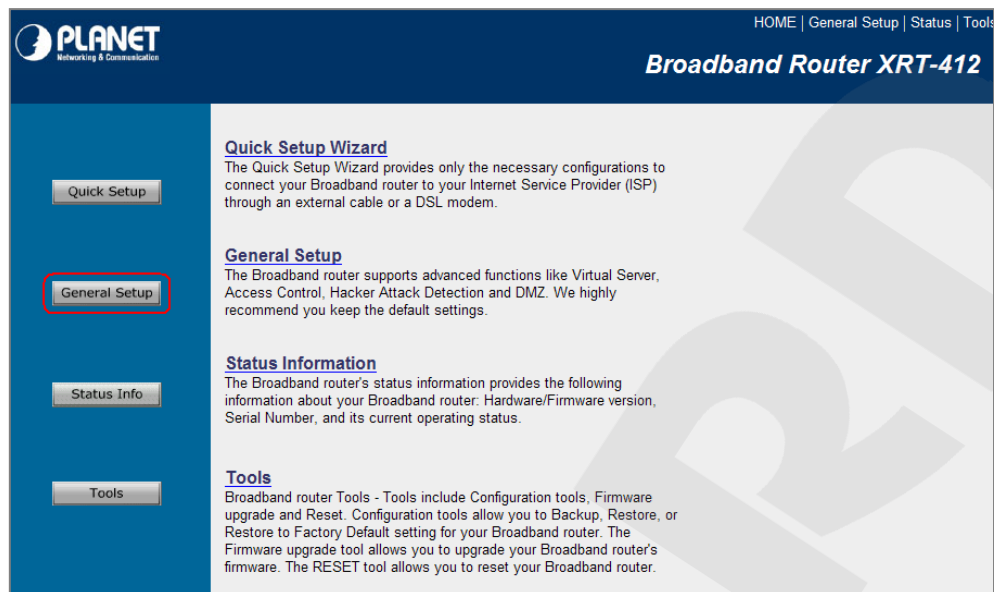 PLANET
Networking & Communication
HOME | General Setup | Status | Tools
Broadband Router XRT-412
Quick Setup
Quick Setup Wizard
The Quick Setup Wizard provides only the necessary configurations to
connect your Broadband router to your Internet Service Provider (ISP)
through an external cable or a DSL modem.
General Setup
General Setup
The Broadband router supports advanced functions like Virtual Server,
Access Control, Hacker Attack Detection and DMZ. We highly
recommend you keep the default settings.
Status Info
Status Information
The Broadband router's status information provides the following
information about your Broadband router: Hardware/Firmware version,
Serial Number, and its current operating status.
Tools
Tools
Broadband router Tools - Tools include Configuration tools, Firmware
upgrade and Reset. Configuration tools allow you to Backup, Restore, or
Restore to Factory Default setting for your Broadband router. The
Firmware upgrade tool allows you to upgrade your Broadband router's
firmware. The RESET tool allows you to reset your Broadband router.